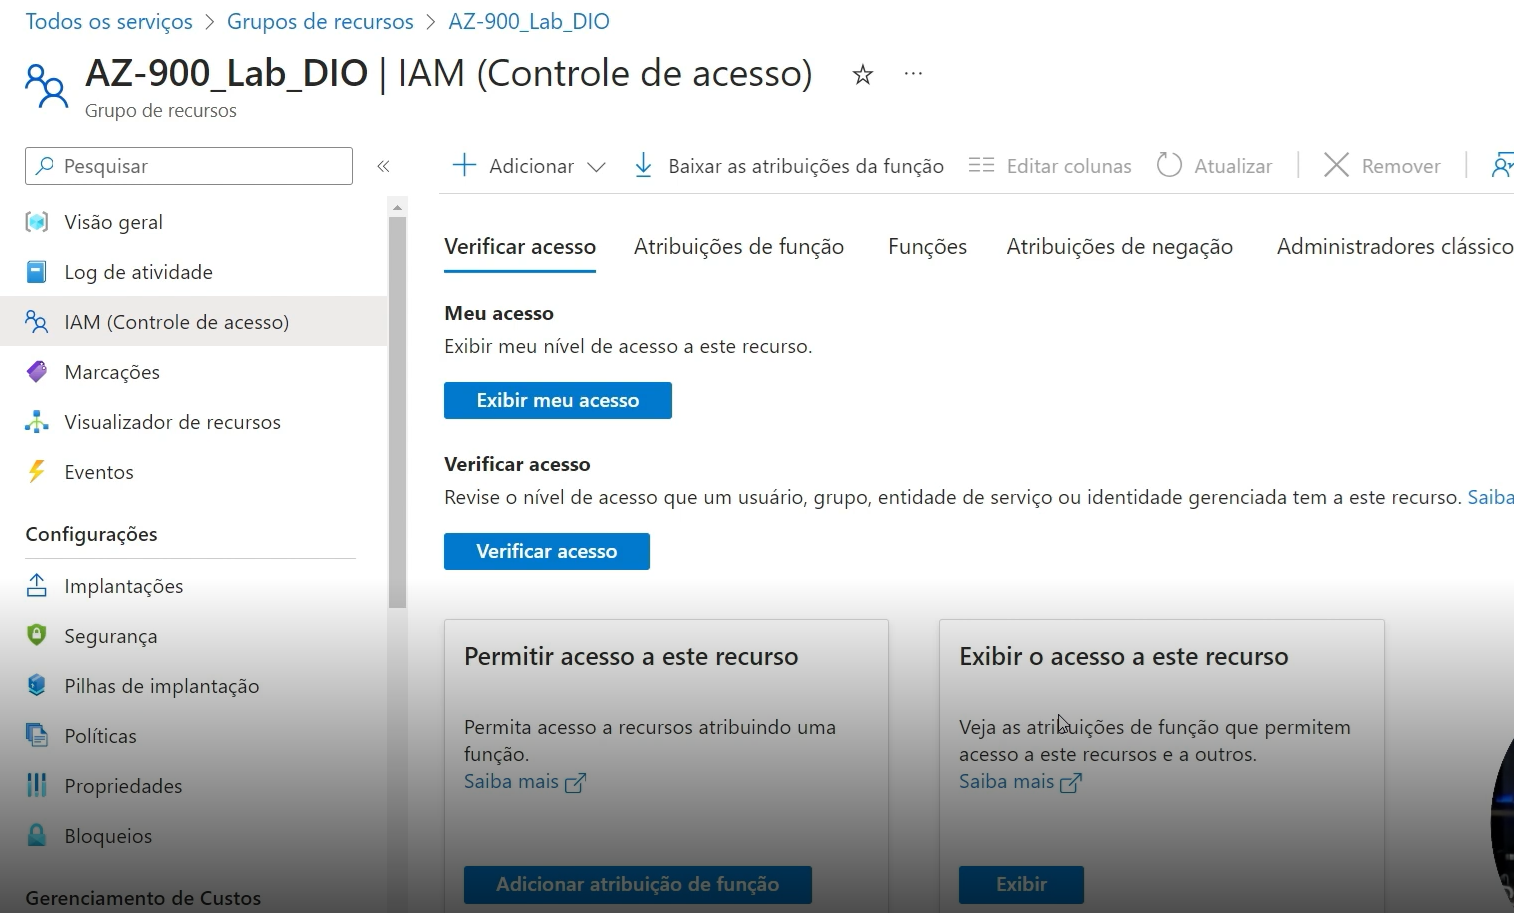 Todos os serviços > Grupos de recursos > AZ-900_Lab_DIO
AZ-900_Lab_DIO | IAM (Controle de acesso)
Grupo de recursos
Pesquisar
Visão geral
Log de atividade
IAM (Controle de acesso)
Marcações
Visualizador de recursos
Eventos
Configurações
Implantações
Segurança
Pilhas de implantação
Políticas
Propriedades
Bloqueios
Gerenciamento de Custos
Adicionar Baixar as atribuições da função Editar colunas Atualizar Remover
Verificar acesso Atribuições de função Funções Atribuições de negação Administradores clássico
Meu acesso
Exibir meu nível de acesso a este recurso.
Exibir meu acesso
Verificar acesso
Revise o nível de acesso que um usuário, grupo, entidade de serviço ou identidade gerenciada tem a este recurso. Saiba
Verificar acesso
Permitir acesso a este recurso
Permita acesso a recursos atribuindo uma
função.
Saiba mais
Adicionar atribuição de função
Exibir o acesso a este recurso
Veja as atribuições de função que permitem
acesso a este recursos e a outros.
Saiba mais
Exibir